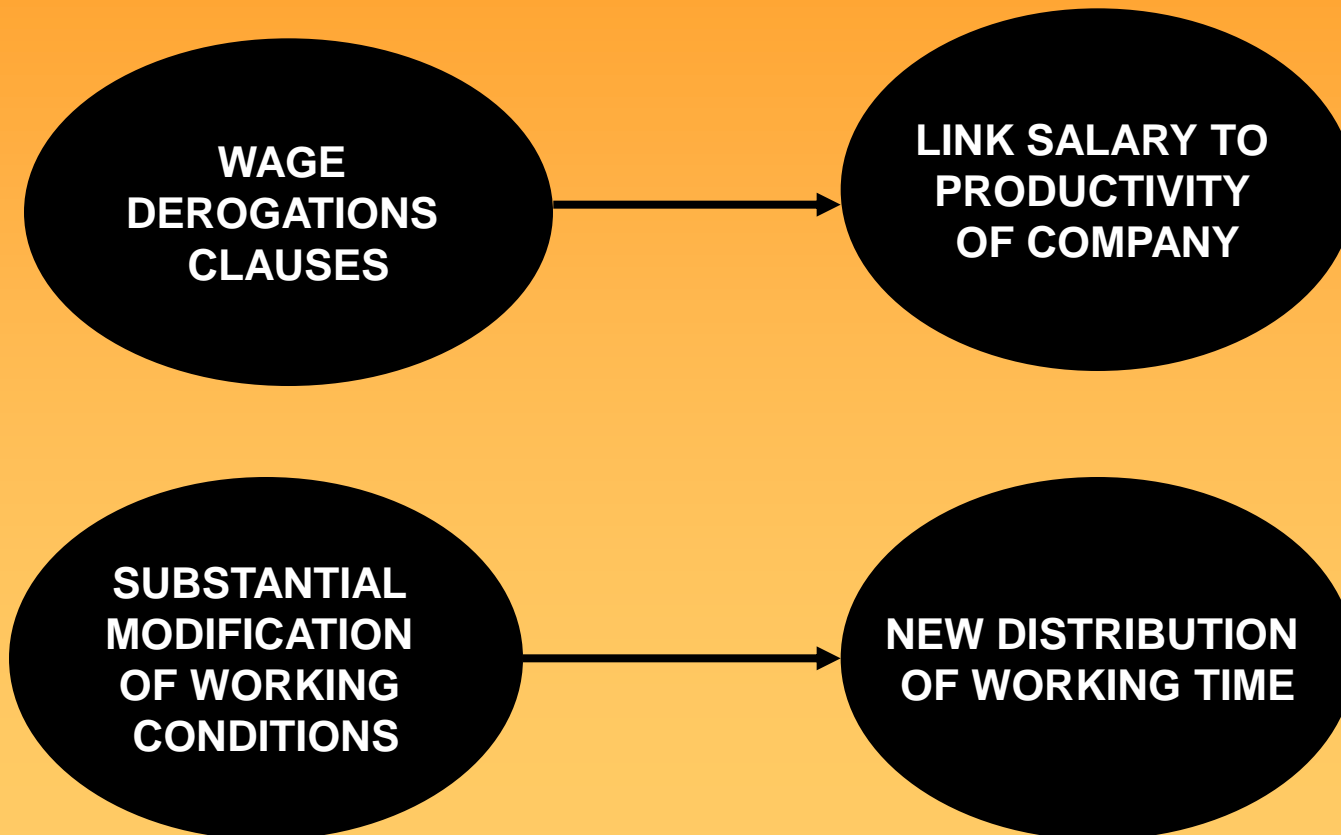 WAGE
DEROGATIONS
CLAUSES
LINK SALARY TO
PRODUCTIVITY
OF COMPANY
SUBSTANTIAL
MODIFICATION
OF WORKING
CONDITIONS
NEW DISTRIBUTION
OF WORKING TIME